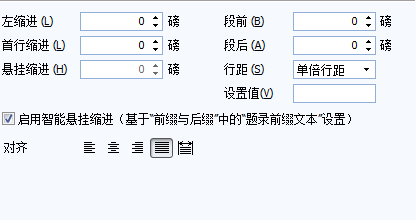 左缩进 (L) 0 磅 段前 (B) 0 磅
首行缩进 (L) 0 磅 段后 (A) 0 磅
悬挂缩进 (H) 0 磅 行距 (S) 单倍行距
设置值(V)
启用智能悬挂缩进（基于“前缀与后缀”中的“题录前缀文本”设置）
对齐